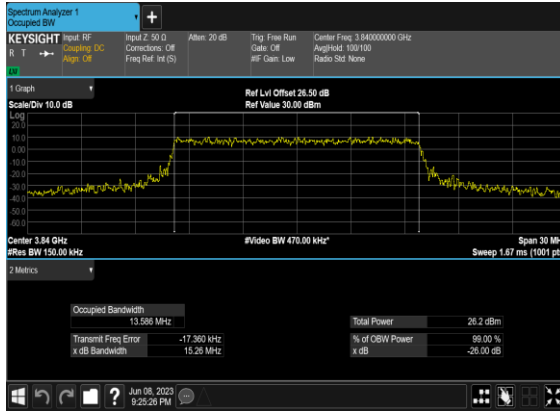 Spectrum Analyzer 1
Occupied BW
+
KEYSIGHT
R T
LU
Input: RF
Coupling: DC
Align: Off
Input Z: 50 Ω
Corrections: Off
Freq Ref: Int (S)
Atten: 20 dB
Trig: Free Run
Gate: Off
#IF Gain: Low
Center Freq: 3.840000000 GHz
Avg|Hold: 100/100
Radio Std: None
1 Graph
Scale/Div 10.0 dB
Ref Lvl Offset 26.50 dB
Ref Value 30.00 dBm
Log
20.0
10.0
0.00
-10.0
-20.0
-30.0
-40.0
-50.0
-60.0
Center 3.84 GHz
#Video BW 470.00 kHz*
Span 30 MH
#Res BW 150.00 kHz
Sweep 1.67 ms (1001 pt
2 Metrics
Occupied Bandwidth
13.586 MHz
Total Power 26.2 dBm
Transmit Freq Error -17.360 kHz
% of OBW Power 99.00 %
x dB Bandwidth 15.26 MHz
x dB -26.00 dB
?
Jun 08, 2023
9:25:26 PM